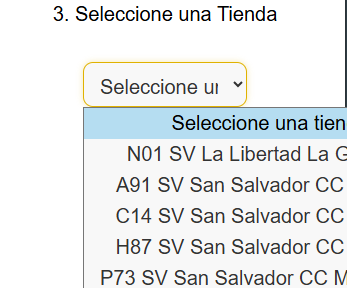 3. Seleccione una Tienda
Seleccione
Seleccione una
N01 SV La Libertad La
A91 SV San Salvador CC
C14 SV San Salvador CC
H87 SV San Salvador CC
P73 SV San Salvador CC